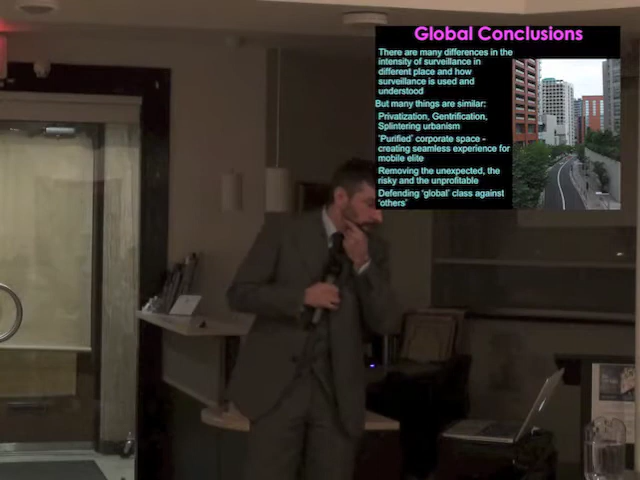 Global Conclusions
There are many differences in the
intensity of surveillance in
different place and how
surveillance is used and
understood
But many things are similar:
Privatization, Gentrification,
Splintering urbanism
'Purified' corporate space -
creating seamless experience for
mobile elite
Removing the unexpected, the
risky and the unprofitable
Defending 'global' class against
'others'